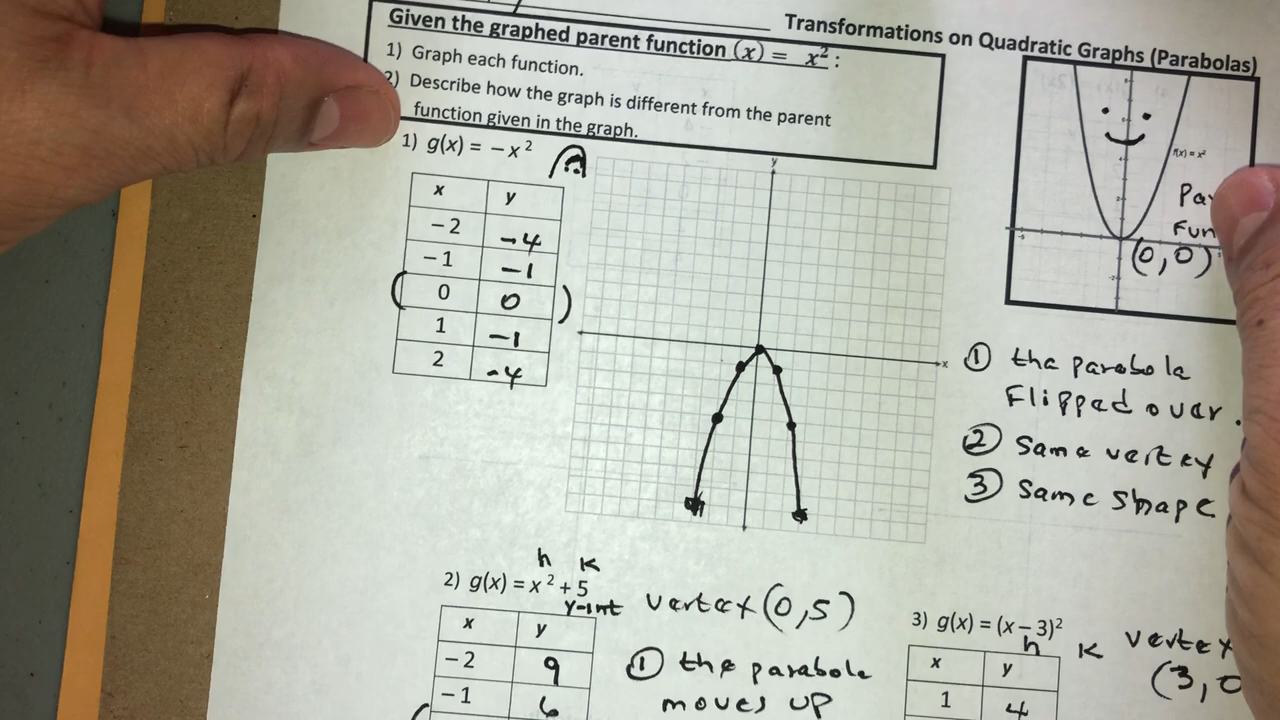 Transformations on Quadratic Graphs (Parabolas)
Given the graphed parent function (x) = x²:
1) Graph each function.
2) Describe how the graph is different from the parent
function given in the graph.
f(x) = x²
(0,0)
1) g(x) = −x²
x y
−2 -4
−1 -1
( 0 0 )
1 -1
2 -4
y
x
① the parabola
Flipped over.
② Same vertex
③ Same shape
h K
2) g(x) = x² + 5
y-int vertex (0,5)
x y
−2 9
−1 6
① the parabola
moves up
3) g(x) = (x − 3)²
h K vertex
(3,0
x y
1 4